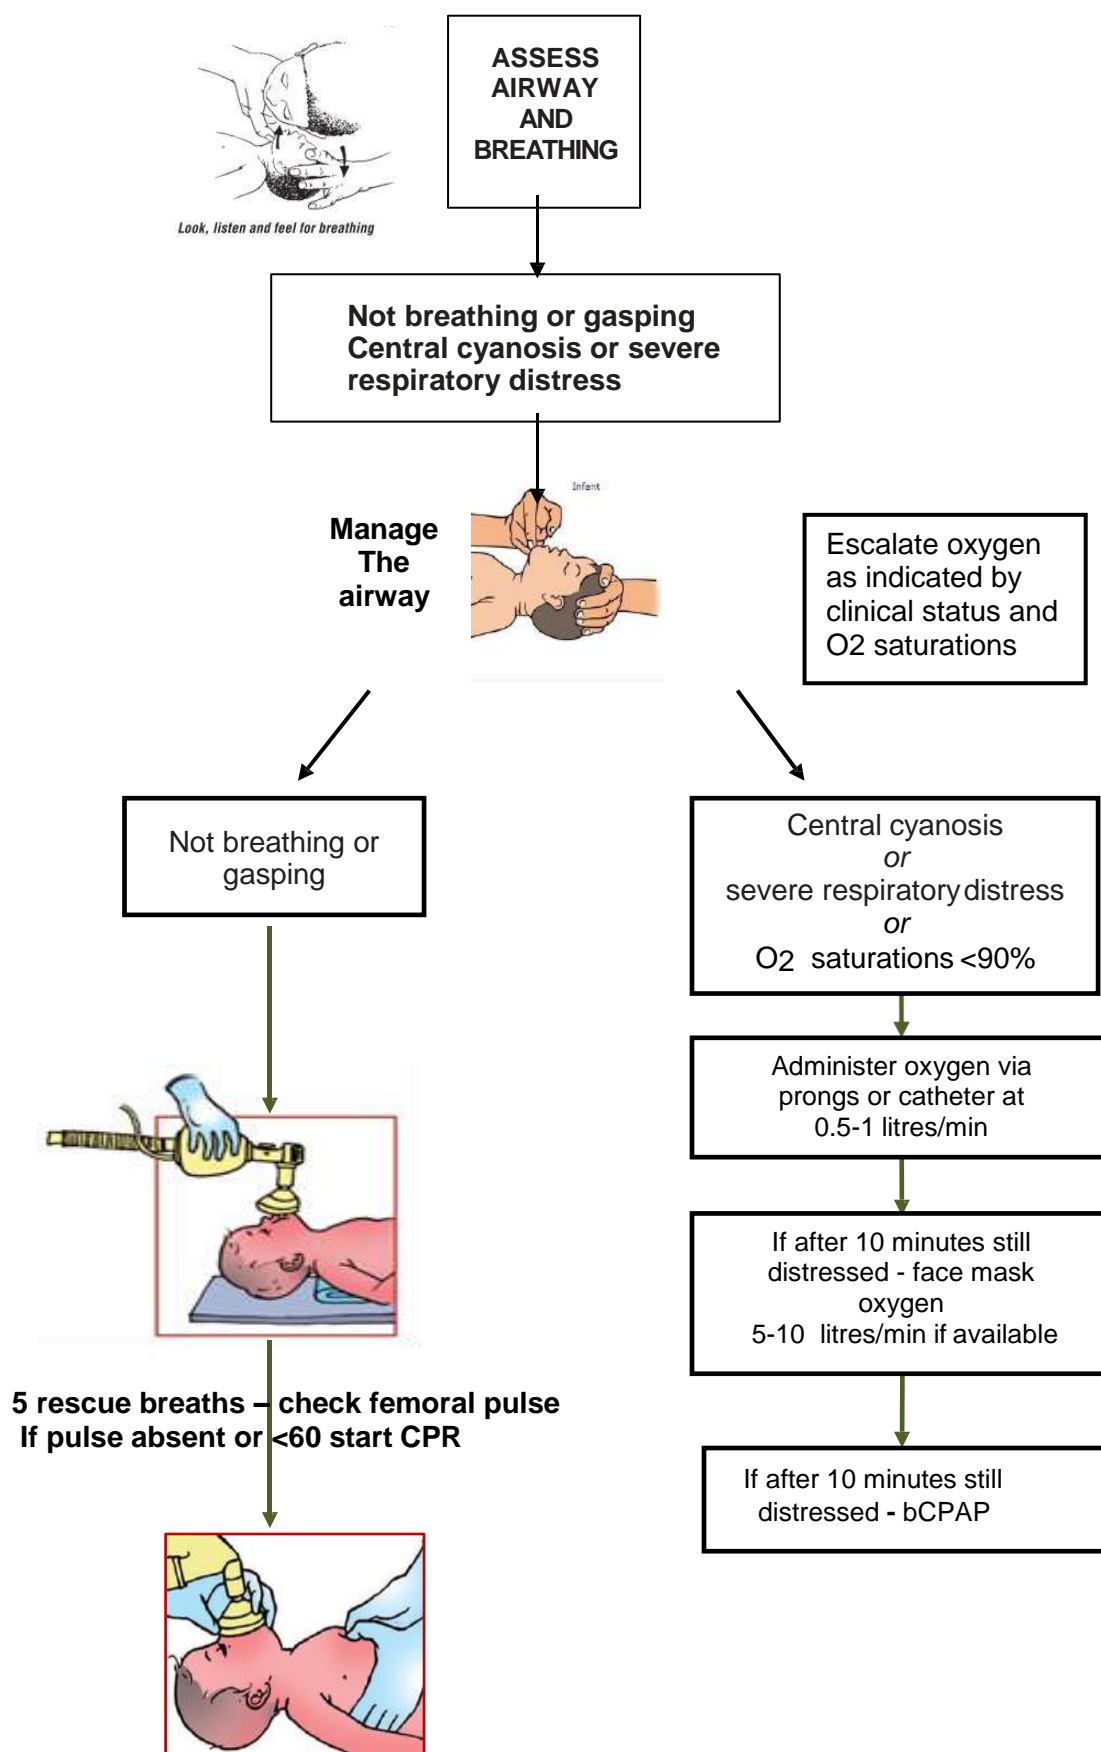 ASSESS
AIRWAY
AND
BREATHING
Look, listen and feel for breathing
Not breathing or gasping
Central cyanosis or severe
respiratory distress
Infant
Manage
The
airway
Escalate oxygen
as indicated by
clinical status and
O2 saturations
Not breathing or
gasping
Central cyanosis
or
severe respiratory distress
or
O2 saturations <90%
Administer oxygen via
prongs or catheter at
0.5-1 litres/min
If after 10 minutes still
distressed - face mask
oxygen
5-10 litres/min if available
5 rescue breaths – check femoral pulse
If pulse absent or <60 start CPR
If after 10 minutes still
distressed - bCPAP